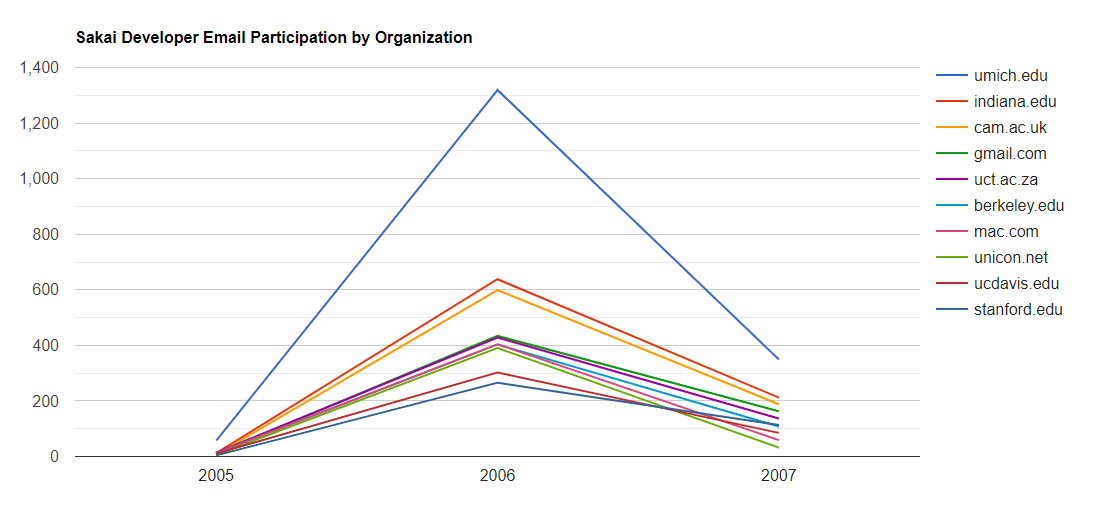 Sakai Developer Email Participation by Organization
1,400
1,200
1,000
800
600
400
200
0
2005 2006 2007
umich.edu
indiana.edu
cam.ac.uk
gmail.com
uct.ac.za
berkeley.edu
mac.com
unicon.net
ucdavis.edu
stanford.edu